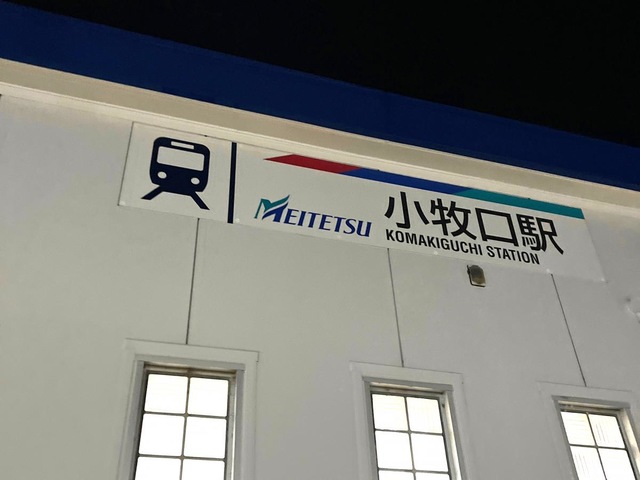 MEITETSU
小牧口駅
KOMAKIGUCHI STATION